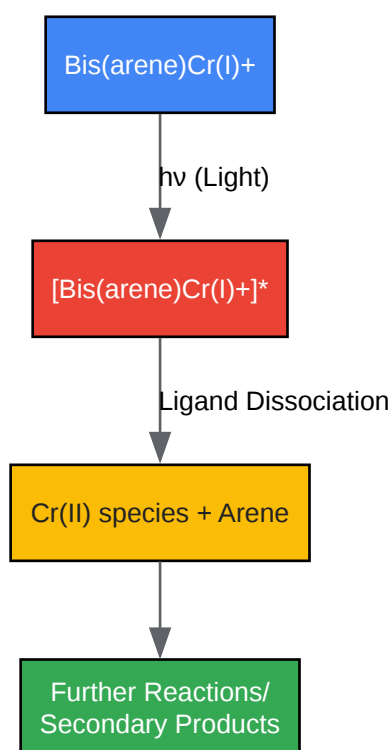 Bis(arene)Cr(I)+
hν (Light)
[Bis(arene)Cr(I)+]*
Ligand Dissociation
Cr(II) species + Arene
Further Reactions/
Secondary Products